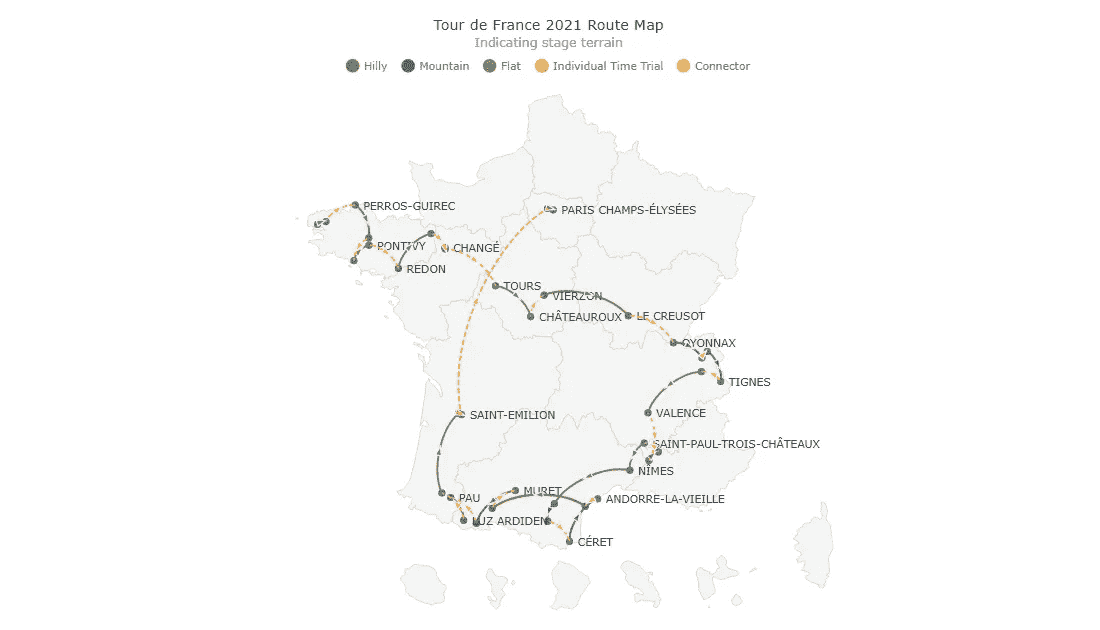 Tour de France 2021 Route Map
Indicating stage terrain
Hilly Mountain Flat Individual Time Trial Connector
PERROS-GUIREC
PARIS CHAMPS-ÉLYSÉES
PONTIVY
CHANGÉ
REDON
TOURS
VIERZON
CHÂTEAUROUX
LE CREUSOT
OYONNAX
TIGNES
VALENCE
SAINT-EMILION
SAINT-PAUL-TROIS-CHÂTEAUX
NÎMES
MURET
PAU
ANDORRE-LA-VIEILLE
LUZ ARDIDEN
CÉRET